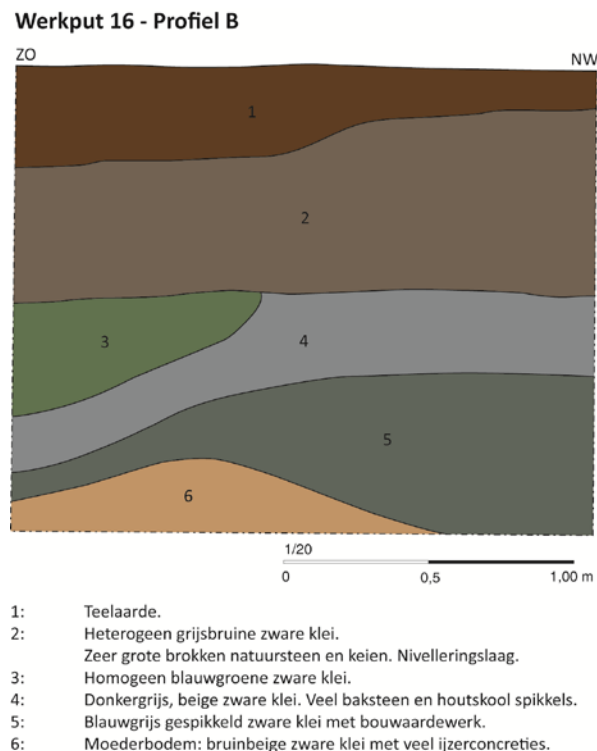 Werkput 16 - Profiel B
ZO NW
1
2
3
4
5
6
1/20
0 0,5 1,00 m
1: Teelaarde.
2: Heterogeen grijsbruine zware klei.
Zeer grote brokken natuursteen en keien. Nivelleringslaag.
3: Homogeen blauwgroene zware klei.
4: Donkergrijs, beige zware klei. Veel baksteen en houtskool spikkels.
5: Blauwgrijs gespikkeld zware klei met bouwaardewerk.
6: Moederbodem: bruinbeige zware klei met veel ijzerconcreties.